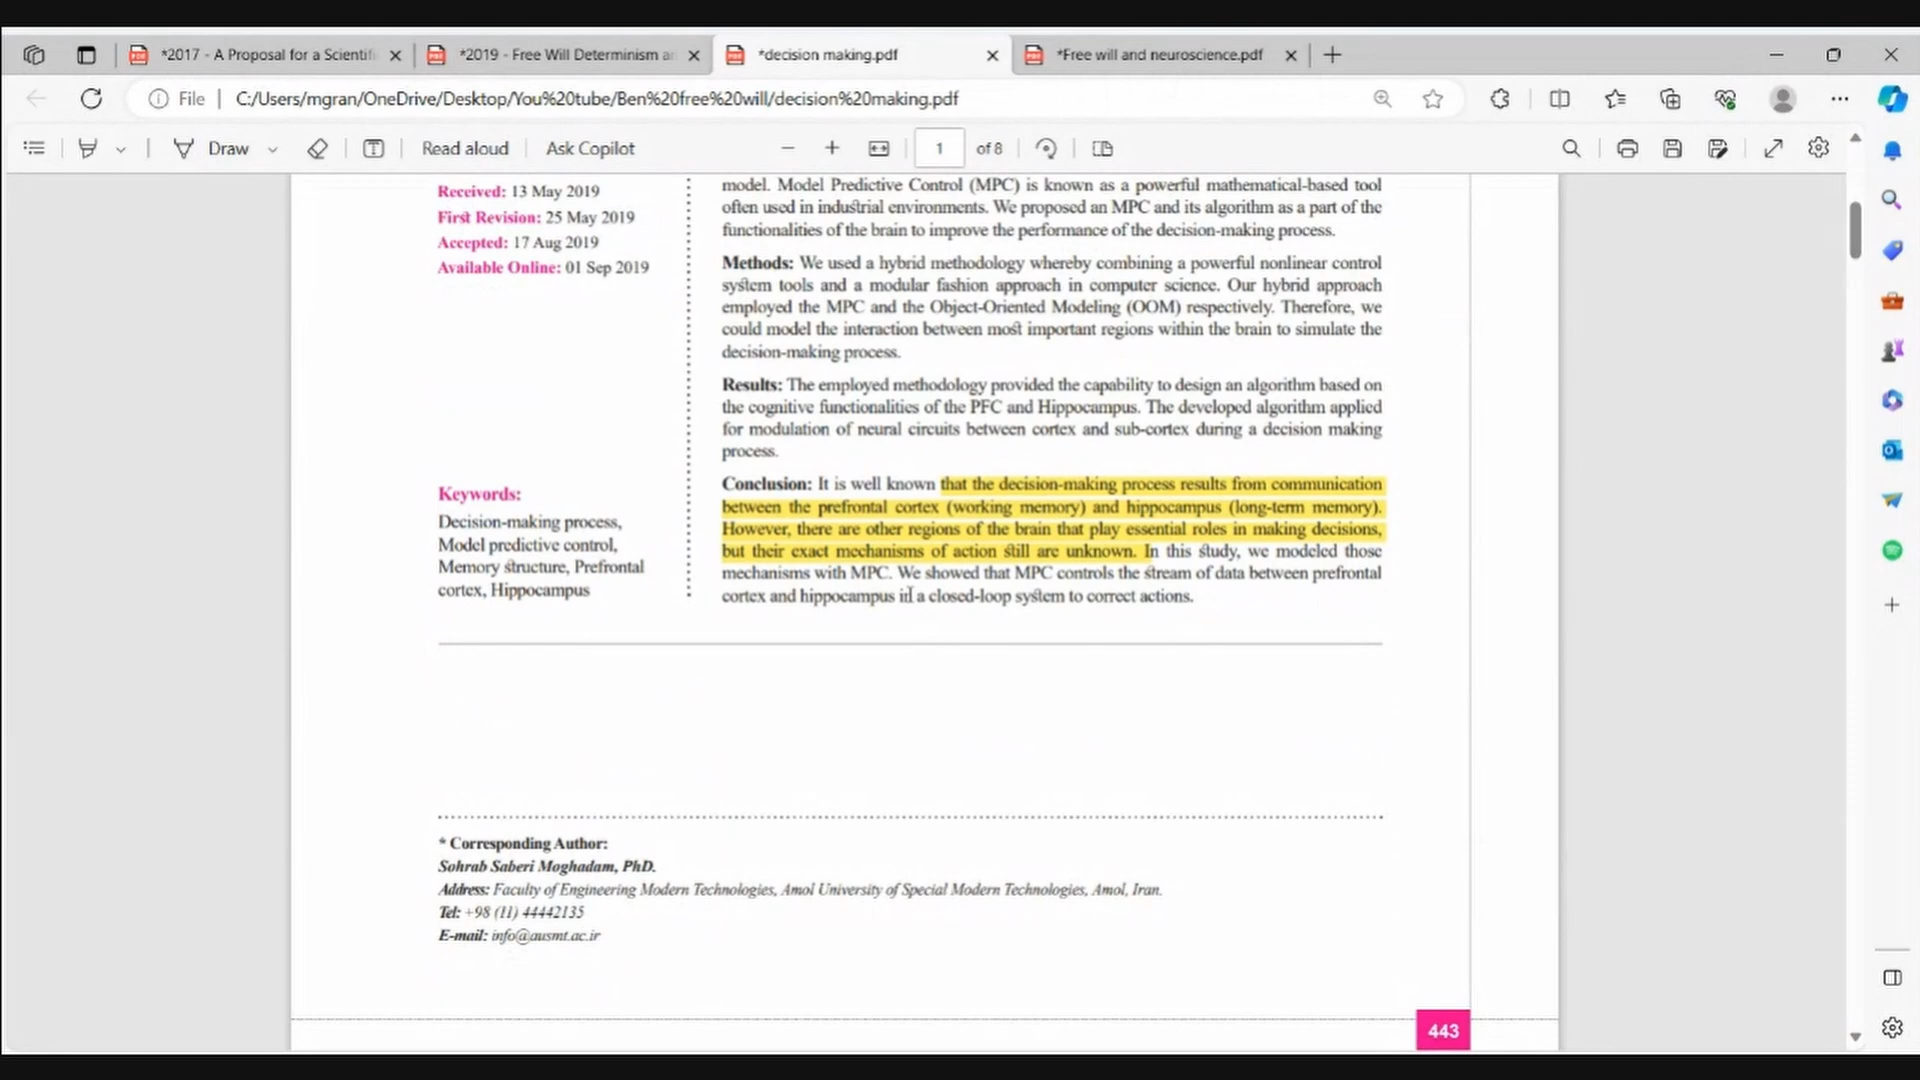 *2017 - A Proposal for a Scientifi
*2019 - Free Will Determinism an
*decision making.pdf
*Free will and neuroscience.pdf
File
C:/Users/mgran/OneDrive/Desktop/You%20tube/Ben%20free%20will/decision%20making.pdf
Draw
Read aloud
Ask Copilot
1 of 8
Received: 13 May 2019
First Revision: 25 May 2019
Accepted: 17 Aug 2019
Available Online: 01 Sep 2019
model. Model Predictive Control (MPC) is known as a powerful mathematical-based tool
often used in industrial environments. We proposed an MPC and its algorithm as a part of the
functionalities of the brain to improve the performance of the decision-making process.
Methods: We used a hybrid methodology whereby combining a powerful nonlinear control
system tools and a modular fashion approach in computer science. Our hybrid approach
employed the MPC and the Object-Oriented Modeling (OOM) respectively. Therefore, we
could model the interaction between most important regions within the brain to simulate the
decision-making process.
Results: The employed methodology provided the capability to design an algorithm based on
the cognitive functionalities of the PFC and Hippocampus. The developed algorithm applied
for modulation of neural circuits between cortex and sub-cortex during a decision making
process.
Keywords:
Decision-making process,
Model predictive control,
Memory structure, Prefrontal
cortex, Hippocampus
Conclusion: It is well known that the decision-making process results from communication
between the prefrontal cortex (working memory) and hippocampus (long-term memory).
However, there are other regions of the brain that play essential roles in making decisions,
but their exact mechanisms of action still are unknown. In this study, we modeled those
mechanisms with MPC. We showed that MPC controls the stream of data between prefrontal
cortex and hippocampus in a closed-loop system to correct actions.
* Corresponding Author:
Sohrab Saberi Moghadam, PhD.
Address: Faculty of Engineering Modern Technologies, Amol University of Special Modern Technologies, Amol, Iran.
Tel: +98 (11) 44442135
E-mail: info@ausmt.ac.ir
443